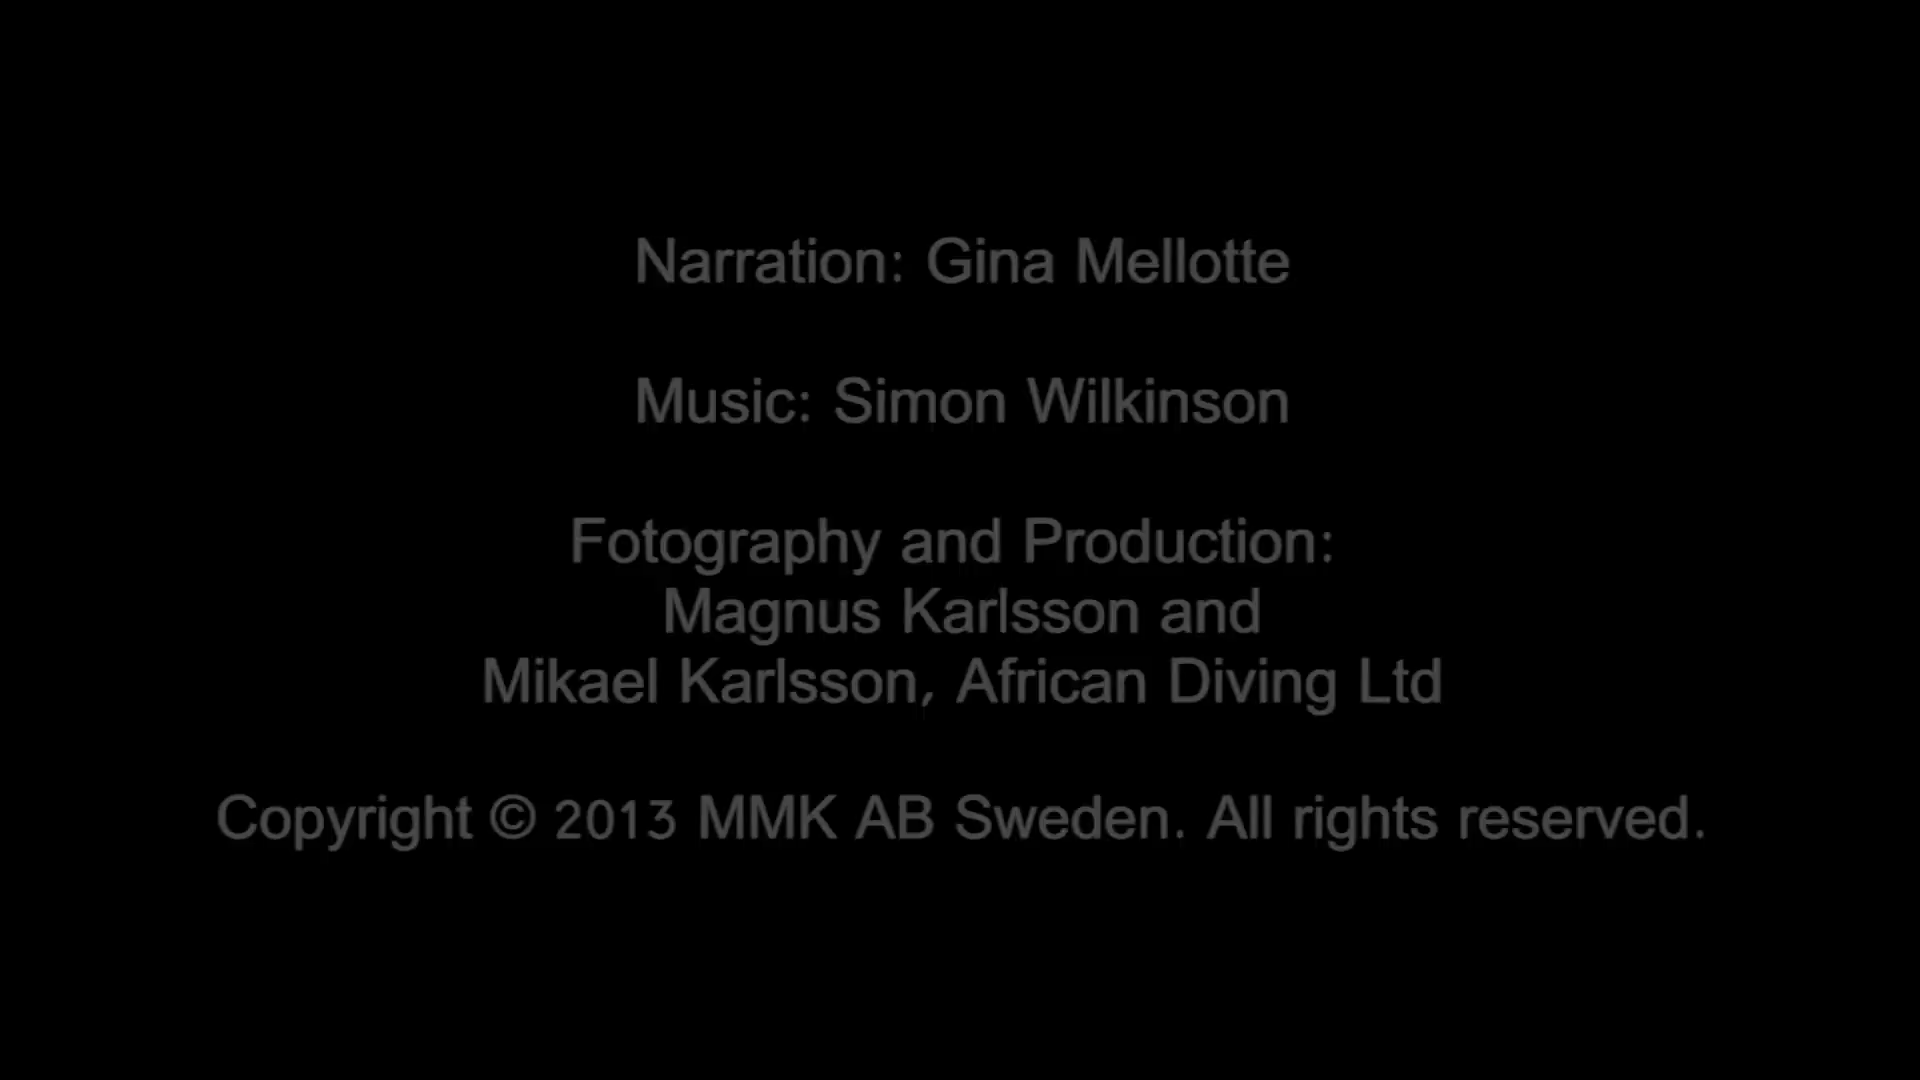 Narration: Gina Mellotte
Music: Simon Wilkinson
Fotography and Production:
Magnus Karlsson and
Mikael Karlsson, African Diving Ltd
Copyright © 2013 MMK AB Sweden. All rights reserved.